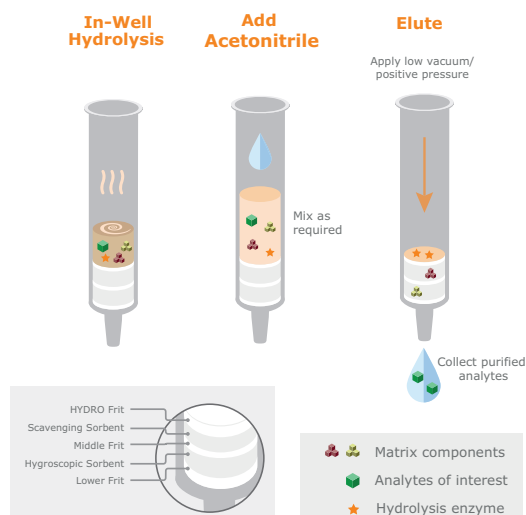 In-Well
Hydrolysis
Add
Acetonitrile
Elute
Apply low vacuum/
positive pressure
Mix as
required
Collect purified
analytes
HYDRO Frit
Scavenging Sorbent
Middle Frit
Hygroscopic Sorbent
Lower Frit
Matrix components
Analytes of interest
Hydrolysis enzyme